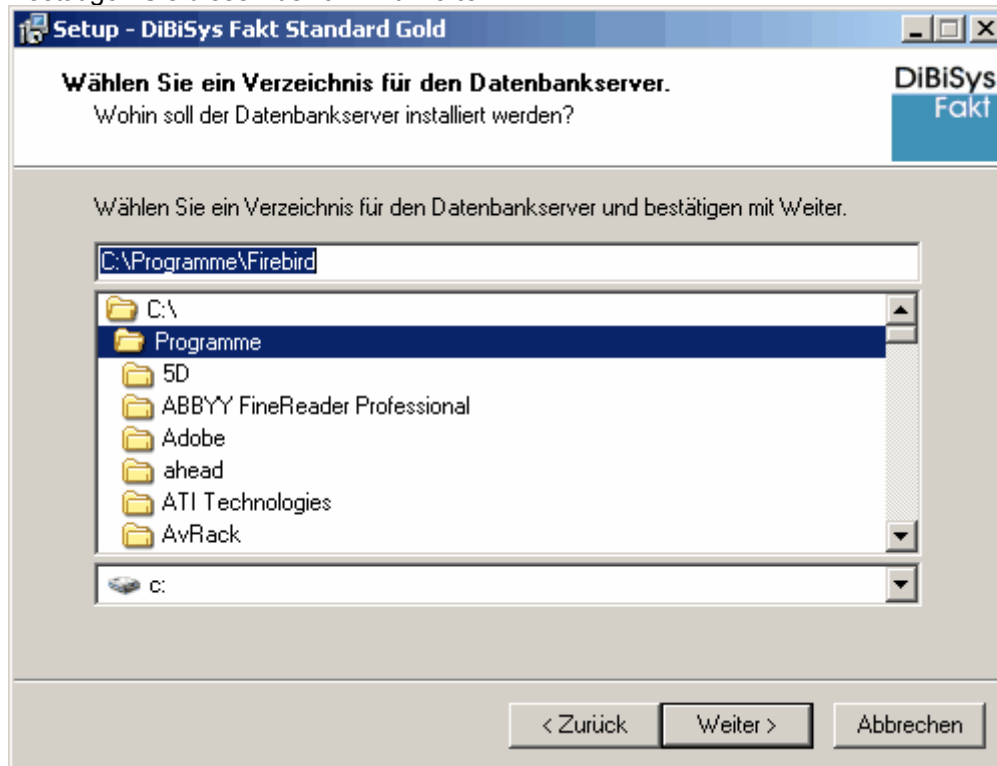 Setup - DiBiSys Fakt Standard Gold
Wählen Sie ein Verzeichnis für den Datenbankserver.
Wohin soll der Datenbankserver installiert werden?
DiBiSys
Fakt
Wählen Sie ein Verzeichnis für den Datenbankserver und bestätigen mit Weiter.
C:\Programme\Firebird
C:\
Programme
5D
ABBYY FineReader Professional
Adobe
ahead
ATI Technologies
AvRack
c:
< Zurück
Weiter >
Abbrechen